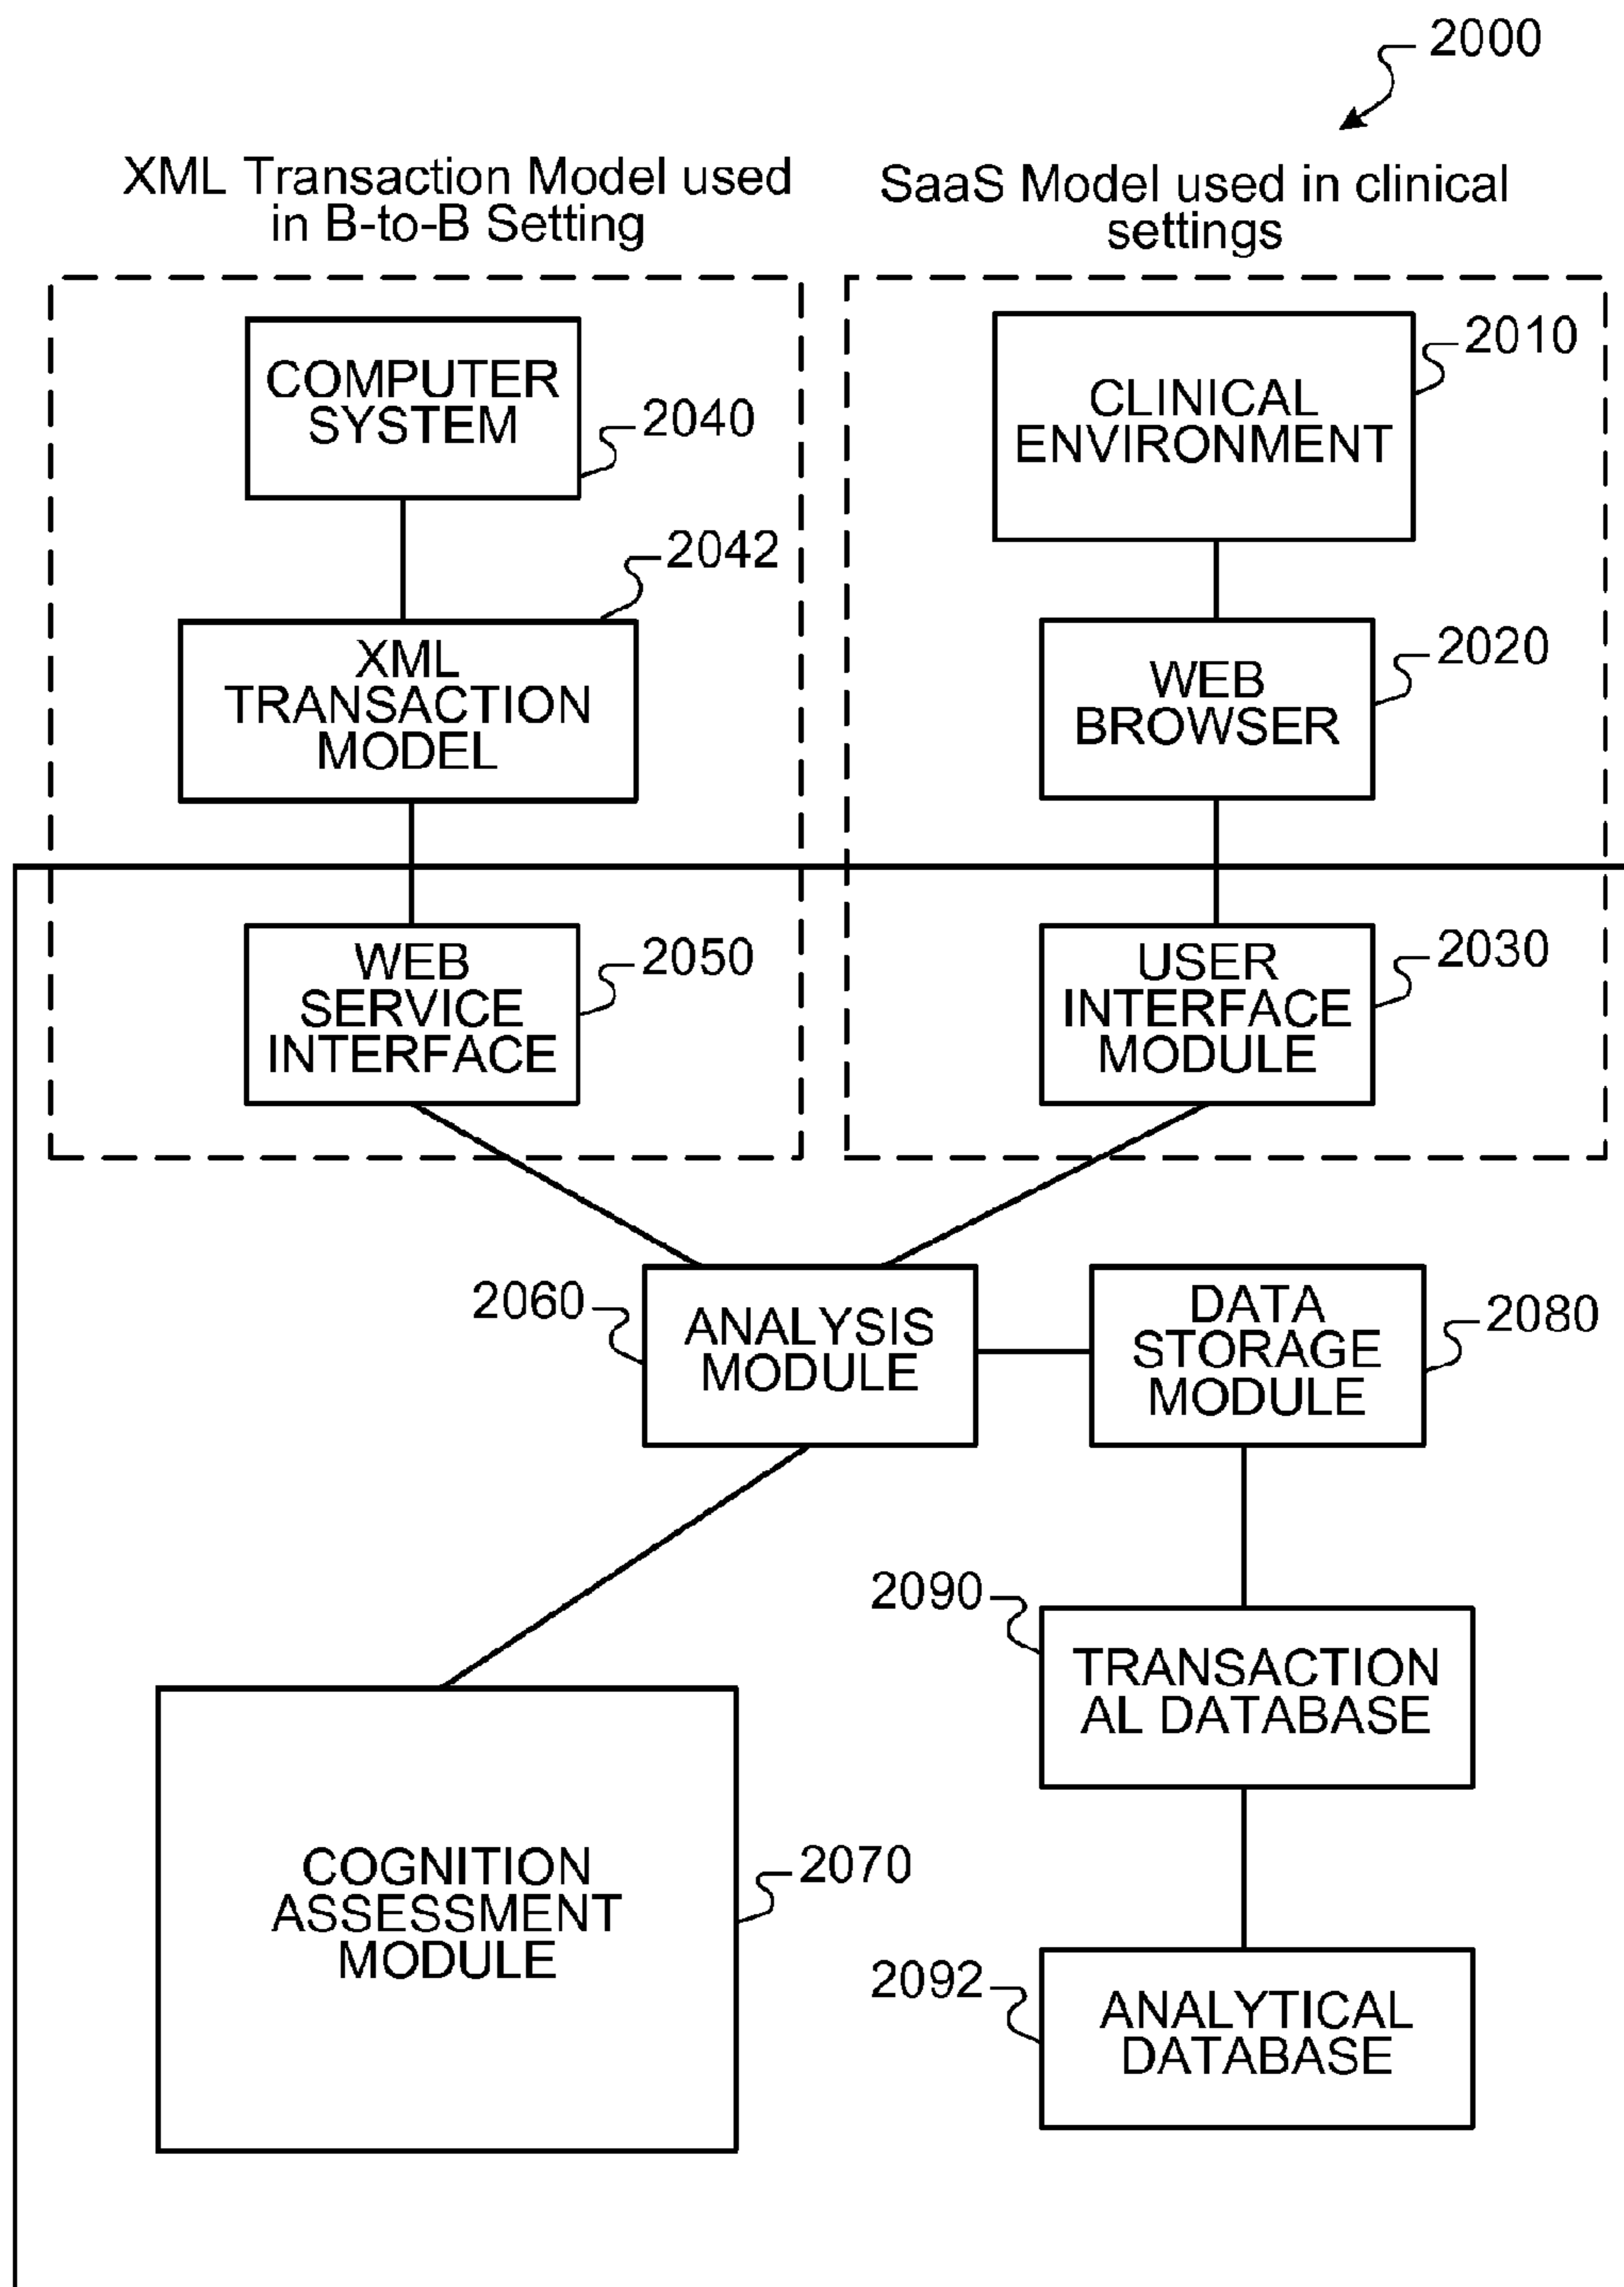 2000
XML Transaction Model used
in B-to-B Setting
SaaS Model used in clinical
settings
COMPUTER
SYSTEM
2040
CLINICAL
ENVIRONMENT
2010
2042
XML
TRANSACTION
MODEL
WEB
BROWSER
2020
WEB
SERVICE
INTERFACE
2050
USER
INTERFACE
MODULE
2030
2060
ANALYSIS
MODULE
DATA
STORAGE
MODULE
2080
2090
TRANSACTION
AL DATABASE
COGNITION
ASSESSMENT
MODULE
2070
2092
ANALYTICAL
DATABASE